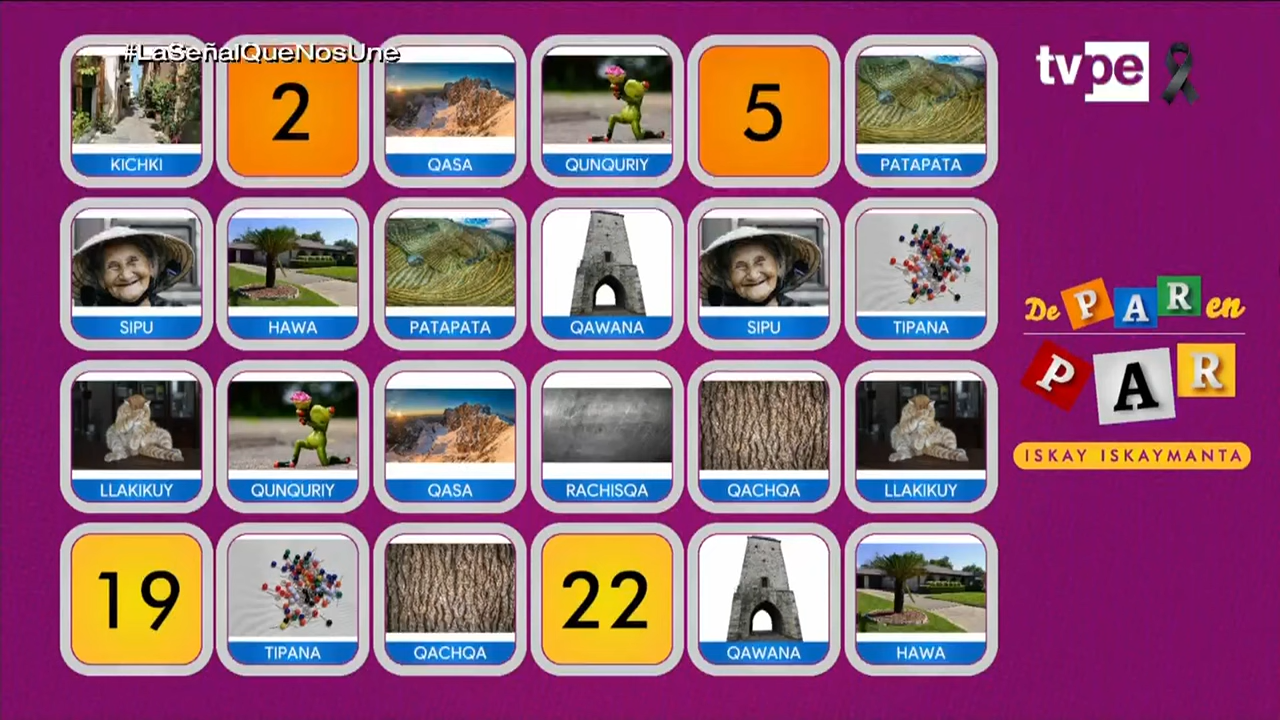 #LaSeñalQueNosUne
tvpe
KICHKI
2
QASA
QUNQURIY
5
PATAPATA
SIPU
HAWA
PATAPATA
QAWANA
SIPU
TIPANA
De PAR en
PAR
ISKAY ISKAYMANTA
LLAKIKUY
QUNQURIY
QASA
RACHISQA
QACHQA
LLAKIKUY
19
TIPANA
QACHQA
22
QAWANA
HAWA